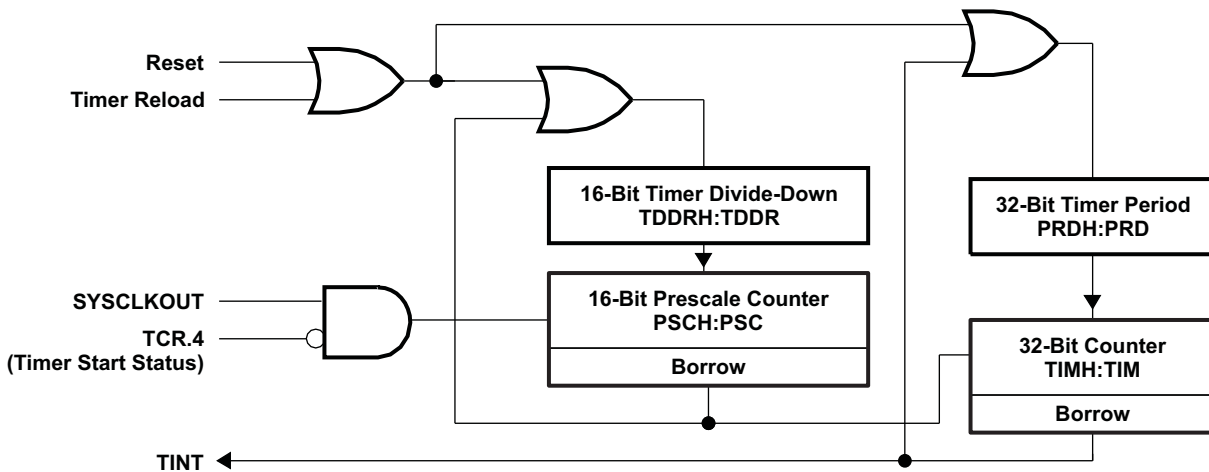 Reset
Timer Reload
16-Bit Timer Divide-Down
TDDRH:TDDR
32-Bit Timer Period
PRDH:PRD
SYSCLKOUT
TCR.4
(Timer Start Status)
16-Bit Prescale Counter
PSCH:PSC
Borrow
32-Bit Counter
TIMH:TIM
Borrow
TINT